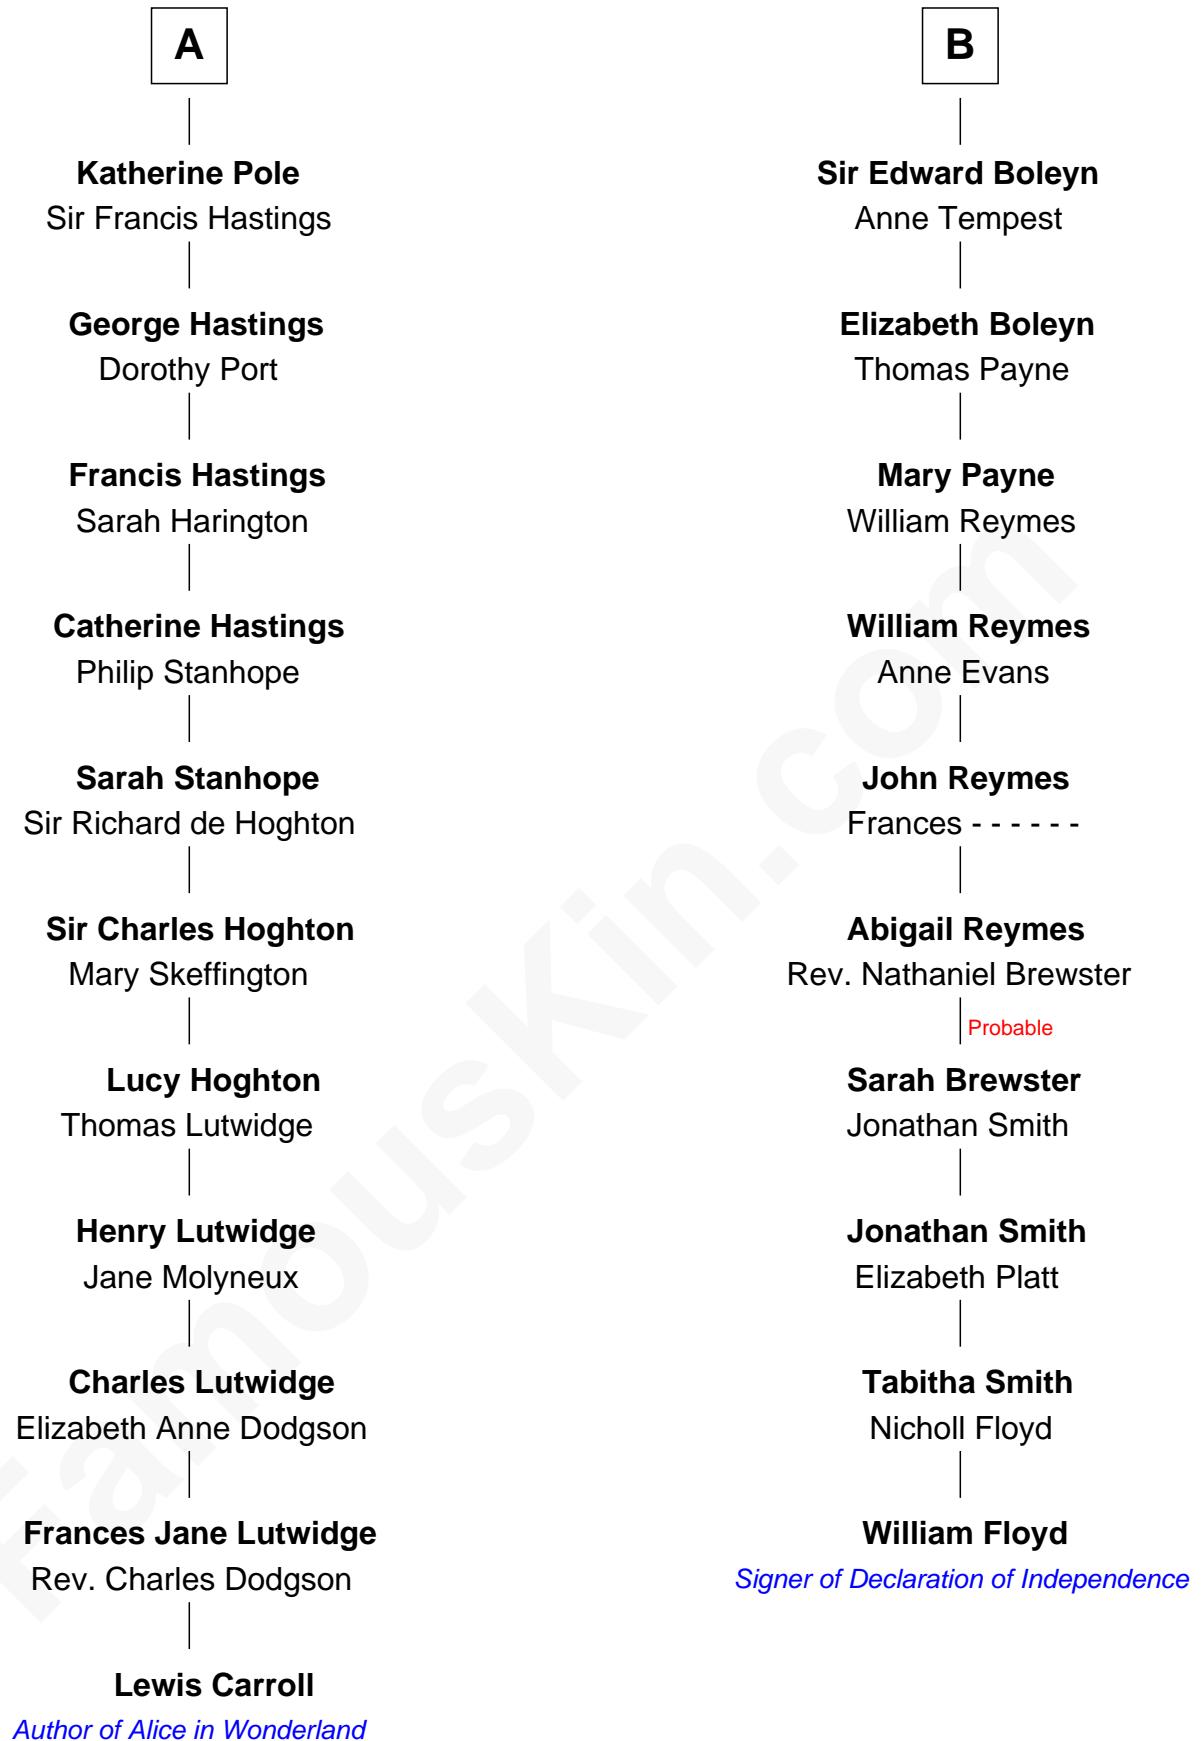 A
Katherine Pole
Sir Francis Hastings
George Hastings
Dorothy Port
Francis Hastings
Sarah Harington
Catherine Hastings
Philip Stanhope
Sarah Stanhope
Sir Richard de Hoghton
Sir Charles Hoghton
Mary Skeffington
Lucy Hoghton
Thomas Lutwidge
Henry Lutwidge
Jane Molyneux
Charles Lutwidge
Elizabeth Anne Dodgson
Frances Jane Lutwidge
Rev. Charles Dodgson
Lewis Carroll
Author of Alice in Wonderland
B
Sir Edward Boleyn
Anne Tempest
Elizabeth Boleyn
Thomas Payne
Mary Payne
William Reymes
William Reymes
Anne Evans
John Reymes
Frances - - - - - -
Abigail Reymes
Rev. Nathaniel Brewster
Probable
Sarah Brewster
Jonathan Smith
Jonathan Smith
Elizabeth Platt
Tabitha Smith
Nicholl Floyd
William Floyd
Signer of Declaration of Independence
FamousKin.com